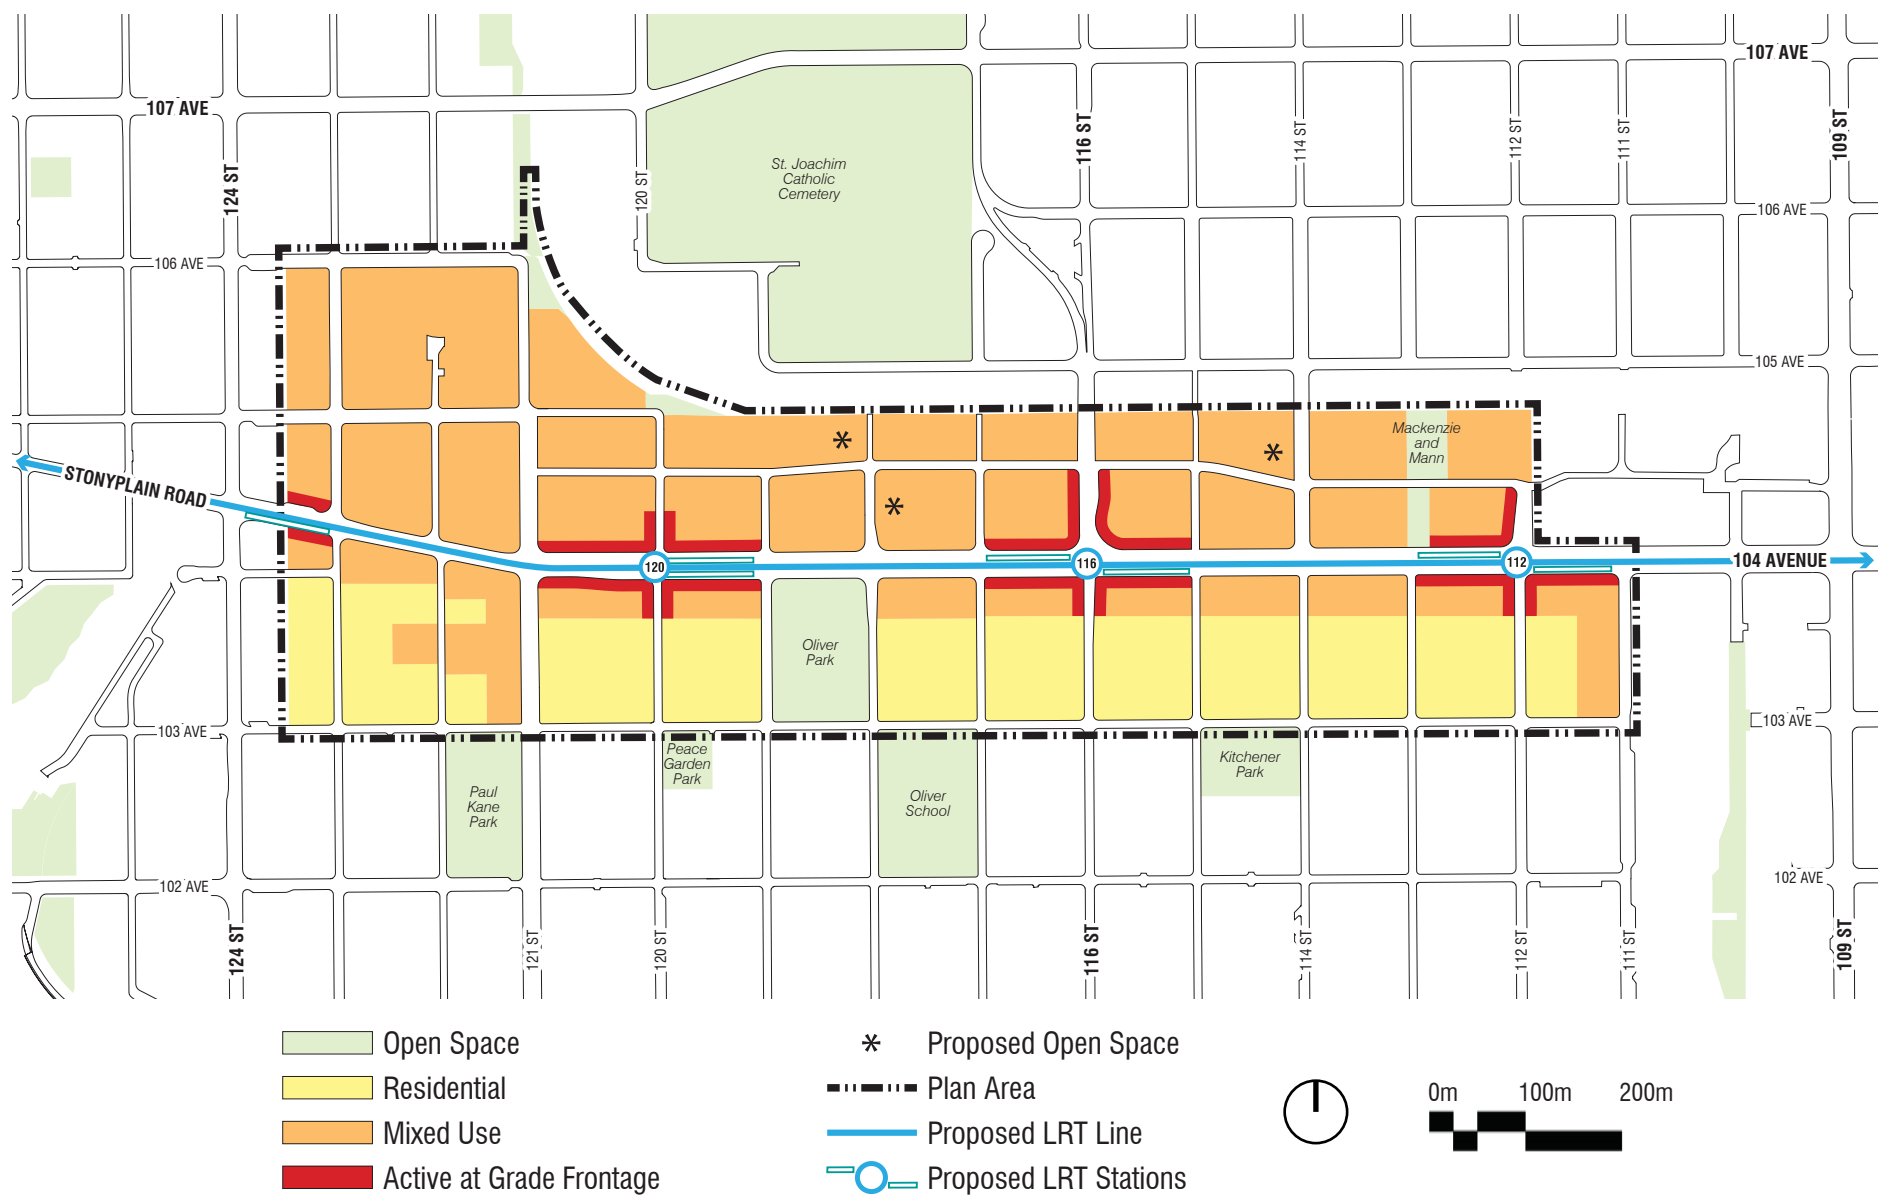 107 AVE
107 AVE
124 ST
120 ST
St. Joachim
Catholic
Cemetery
116 ST
114 ST
112 ST
111 ST
109 ST
106 AVE
106 AVE
105 AVE
Mackenzie
and
Mann
STONYPLAIN ROAD
120
116
112
104 AVENUE
Oliver
Park
103 AVE
103 AVE
Peace
Garden
Park
Kitchener
Park
Paul
Kane
Park
Oliver
School
102 AVE
102 AVE
124 ST
121 ST
120 ST
116 ST
114 ST
112 ST
111 ST
109 ST
Open Space
Residential
Mixed Use
Active at Grade Frontage
Proposed Open Space
Plan Area
Proposed LRT Line
Proposed LRT Stations
0m 100m 200m